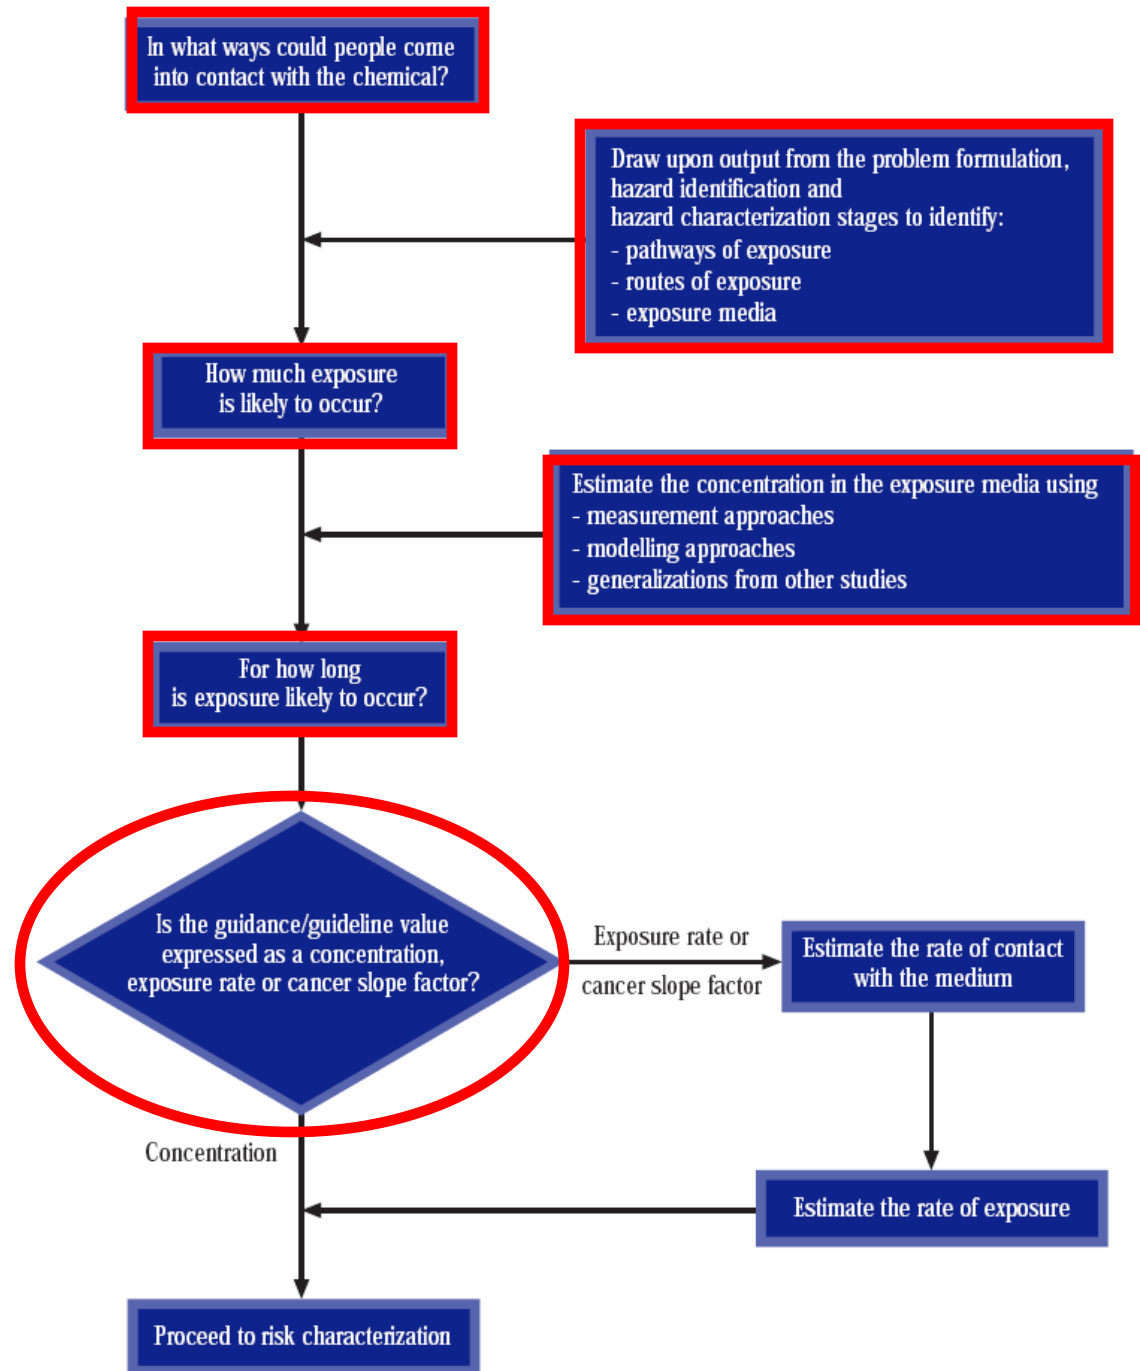 In what ways could people come
into contact with the chemical?
Draw upon output from the problem formulation,
hazard identification and
hazard characterization stages to identify:
- pathways of exposure
- routes of exposure
- exposure media
How much exposure
is likely to occur?
Estimate the concentration in the exposure media using
- measurement approaches
- modelling approaches
- generalizations from other studies
For how long
is exposure likely to occur?
Is the guidance/guideline value
expressed as a concentration,
exposure rate or cancer slope factor?
Exposure rate or
cancer slope factor
Estimate the rate of contact
with the medium
Concentration
Estimate the rate of exposure
Proceed to risk characterization